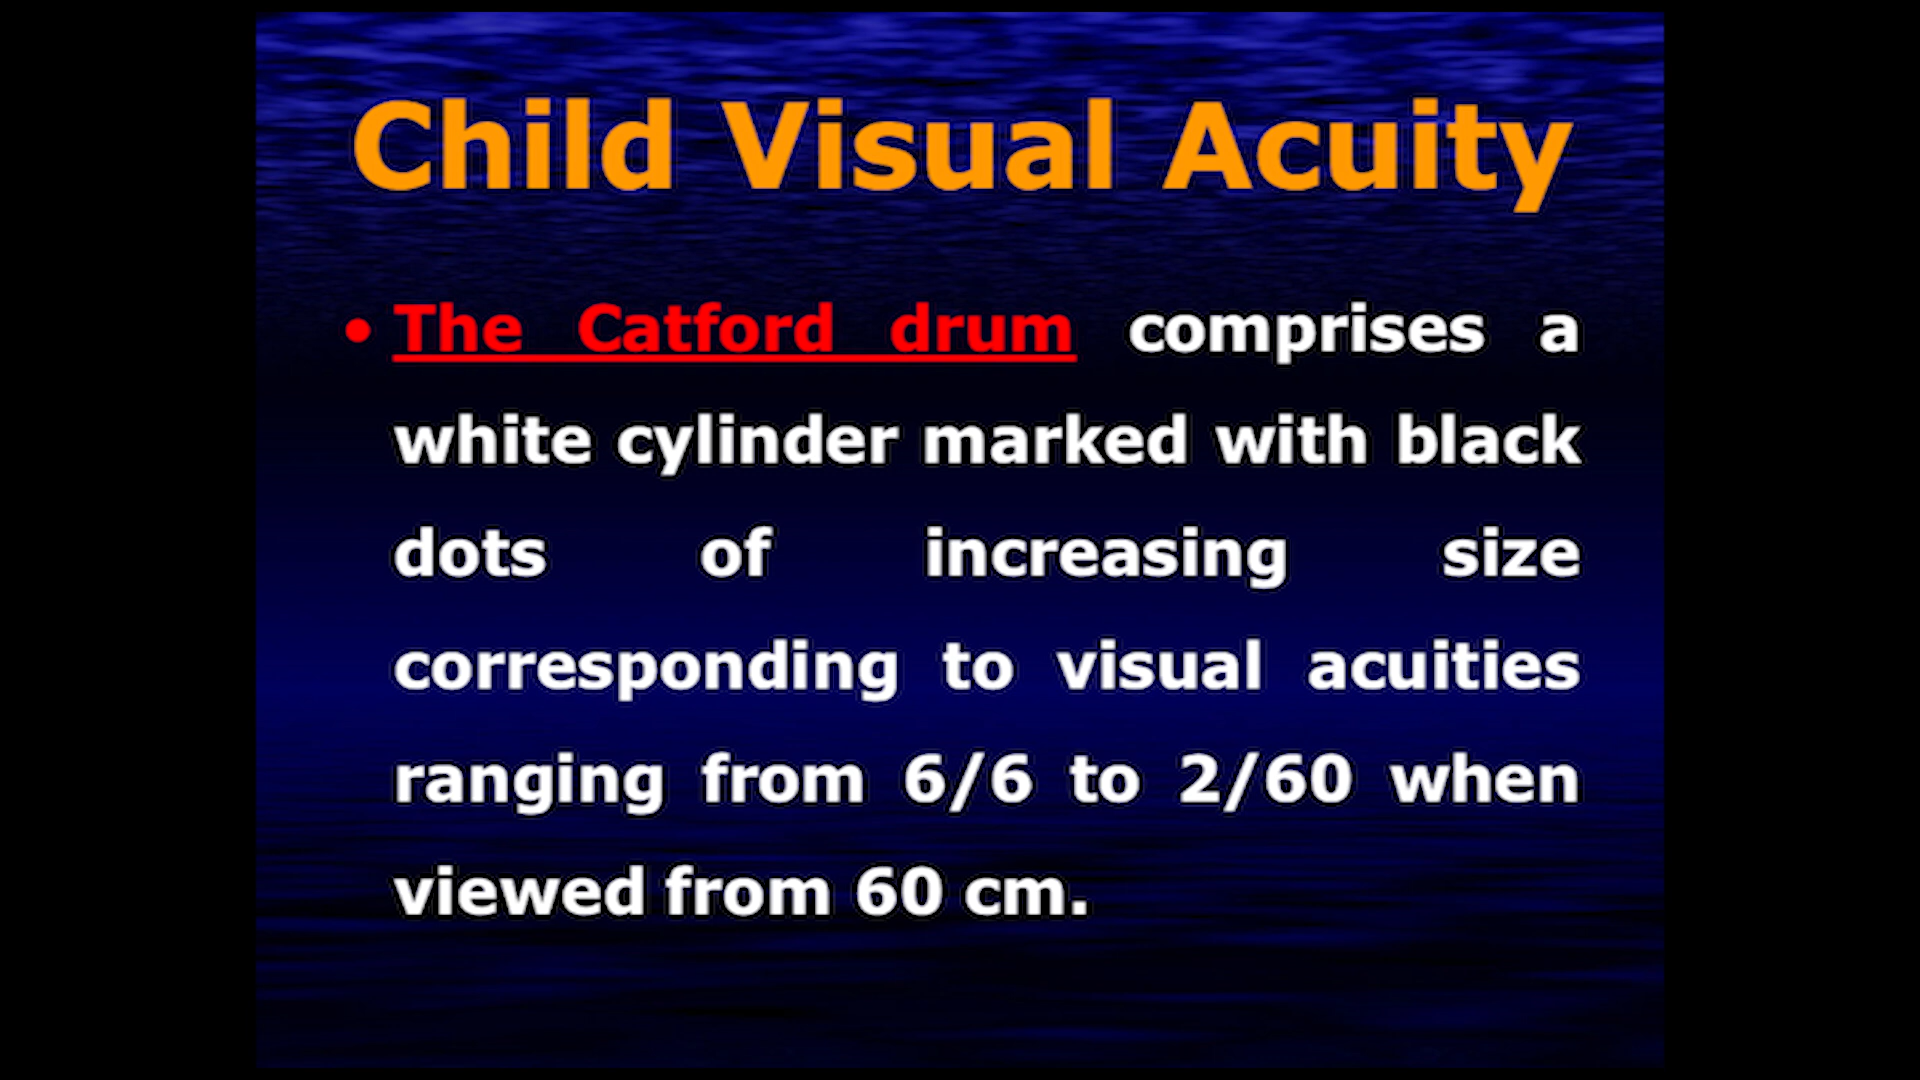 Child Visual Acuity
• The Catford drum comprises a
white cylinder marked with black
dots of increasing size
corresponding to visual acuities
ranging from 6/6 to 2/60 when
viewed from 60 cm.